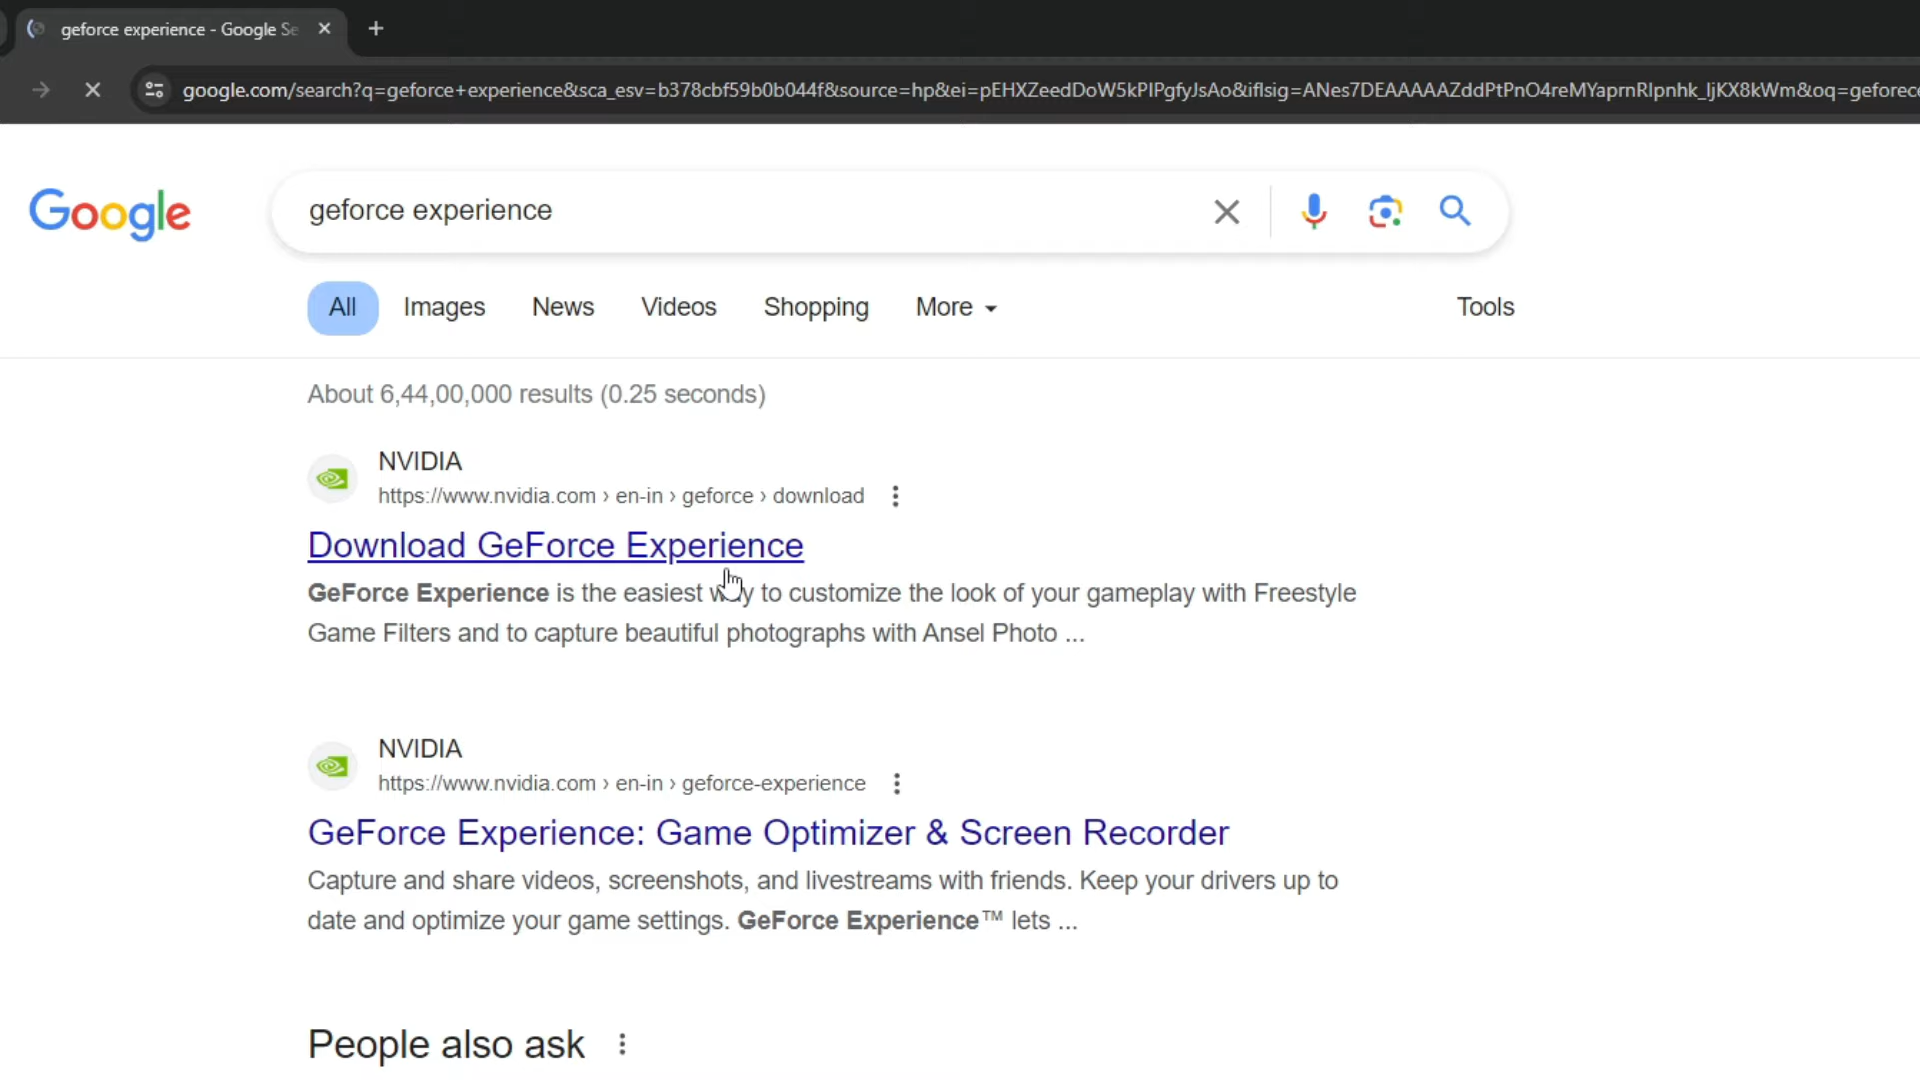 geforce experience - Google Se
google.com/search?q=geforce+experience&sca_esv=b378cbf59b0b044f&source=hp&ei=pEHXZeedDoW5kPIPgfyJsAo&iflsig=ANes7DEAAAAAZddPtPnO4reMYaprnRlpnhk_ljKX8kWm&oq=geforece
Google
geforce experience
All Images News Videos Shopping More Tools
About 6,44,00,000 results (0.25 seconds)
NVIDIA
https://www.nvidia.com › en-in › geforce › download
Download GeForce Experience
GeForce Experience is the easiest way to customize the look of your gameplay with Freestyle
Game Filters and to capture beautiful photographs with Ansel Photo ...
NVIDIA
https://www.nvidia.com › en-in › geforce-experience
GeForce Experience: Game Optimizer & Screen Recorder
Capture and share videos, screenshots, and livestreams with friends. Keep your drivers up to
date and optimize your game settings. GeForce Experience™ lets ...
People also ask